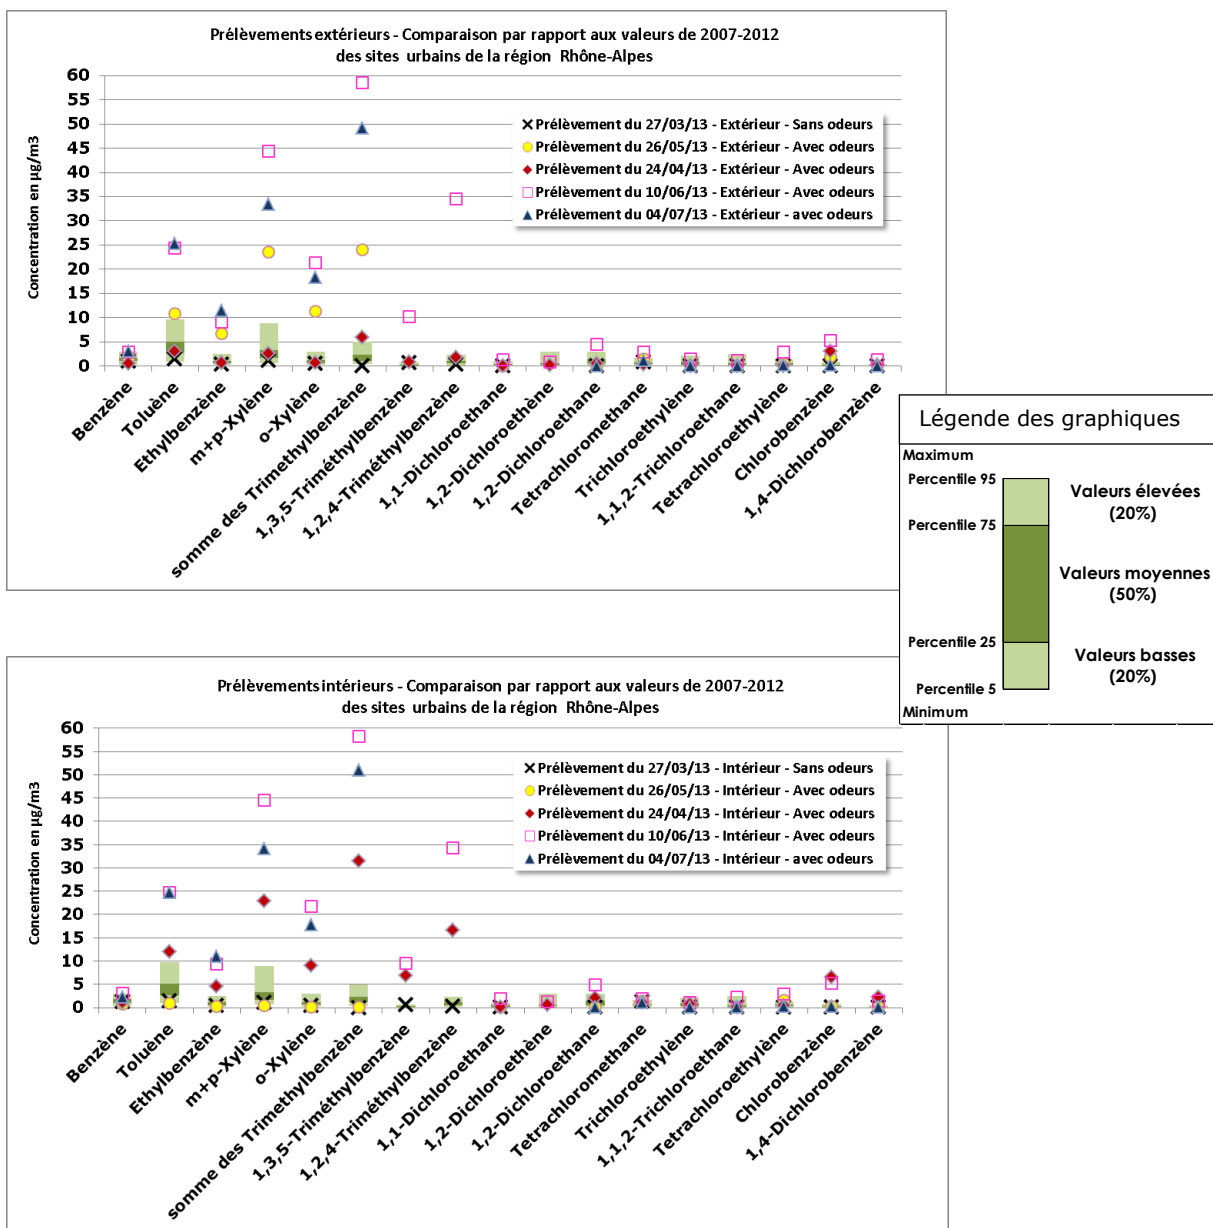 Prélèvements extérieurs - Comparaison par rapport aux valeurs de 2007-2012
des sites urbains de la région Rhône-Alpes
Concentration en µg/m3
60
55
50
45
40
35
30
25
20
15
10
5
0
Prélèvement du 27/03/13 - Extérieur - Sans odeurs
Prélèvement du 26/05/13 - Extérieur - Avec odeurs
Prélèvement du 24/04/13 - Extérieur - Avec odeurs
Prélèvement du 10/06/13 - Extérieur - Avec odeurs
Prélèvement du 04/07/13 - Extérieur - avec odeurs
Benzène
Toluène
Ethylbenzène
m+p-Xylène
o-Xylène
somme des Trimethylbenzène
1,3,5-Triméthylbenzène
1,2,4-Triméthylbenzène
1,1-Dichloroethane
1,2-Dichloroethène
1,2-Dichloroethane
Tetrachloromethane
Trichloroethylène
1,1,2-Trichloroethane
Tetrachloroethylène
Chlorobenzène
1,4-Dichlorobenzène
Légende des graphiques
Maximum
Percentile 95
Valeurs élevées
(20%)
Percentile 75
Valeurs moyennes
(50%)
Percentile 25
Valeurs basses
(20%)
Percentile 5
Minimum
Prélèvements intérieurs - Comparaison par rapport aux valeurs de 2007-2012
des sites urbains de la région Rhône-Alpes
Concentration en µg/m3
60
55
50
45
40
35
30
25
20
15
10
5
0
Prélèvement du 27/03/13 - Intérieur - Sans odeurs
Prélèvement du 26/05/13 - Intérieur - Avec odeurs
Prélèvement du 24/04/13 - Intérieur - Avec odeurs
Prélèvement du 10/06/13 - Intérieur - Avec odeurs
Prélèvement du 04/07/13 - Intérieur - avec odeurs
Benzène
Toluène
Ethylbenzène
m+p-Xylène
o-Xylène
somme des Trimethylbenzène
1,3,5-Triméthylbenzène
1,2,4-Triméthylbenzène
1,1-Dichloroethane
1,2-Dichloroethène
1,2-Dichloroethane
Tetrachloromethane
Trichloroethylène
1,1,2-Trichloroethane
Tetrachloroethylène
Chlorobenzène
1,4-Dichlorobenzène